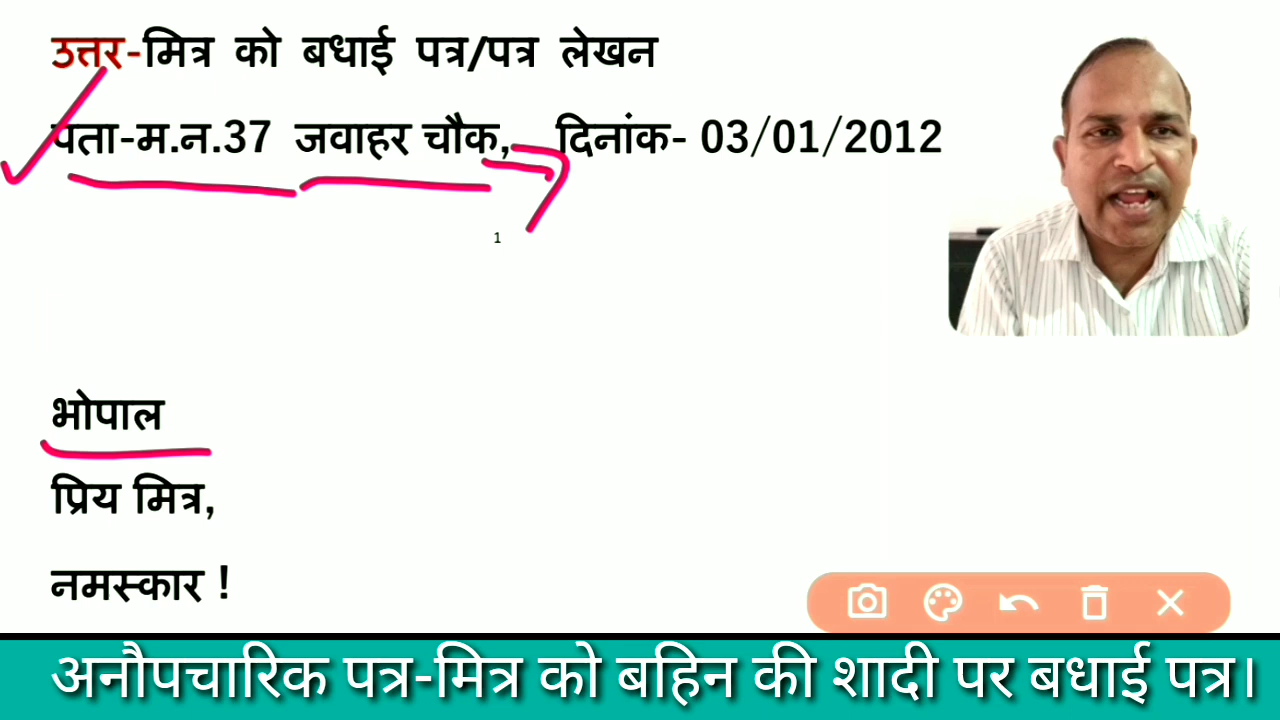 उत्तर-मित्र को बधाई पत्र/पत्र लेखन
पता-म.न.37 जवाहर चौक, दिनांक- 03/01/2012
1
भोपाल
प्रिय मित्र,
नमस्कार !
अनौपचारिक पत्र-मित्र को बहिन की शादी पर बधाई पत्र।